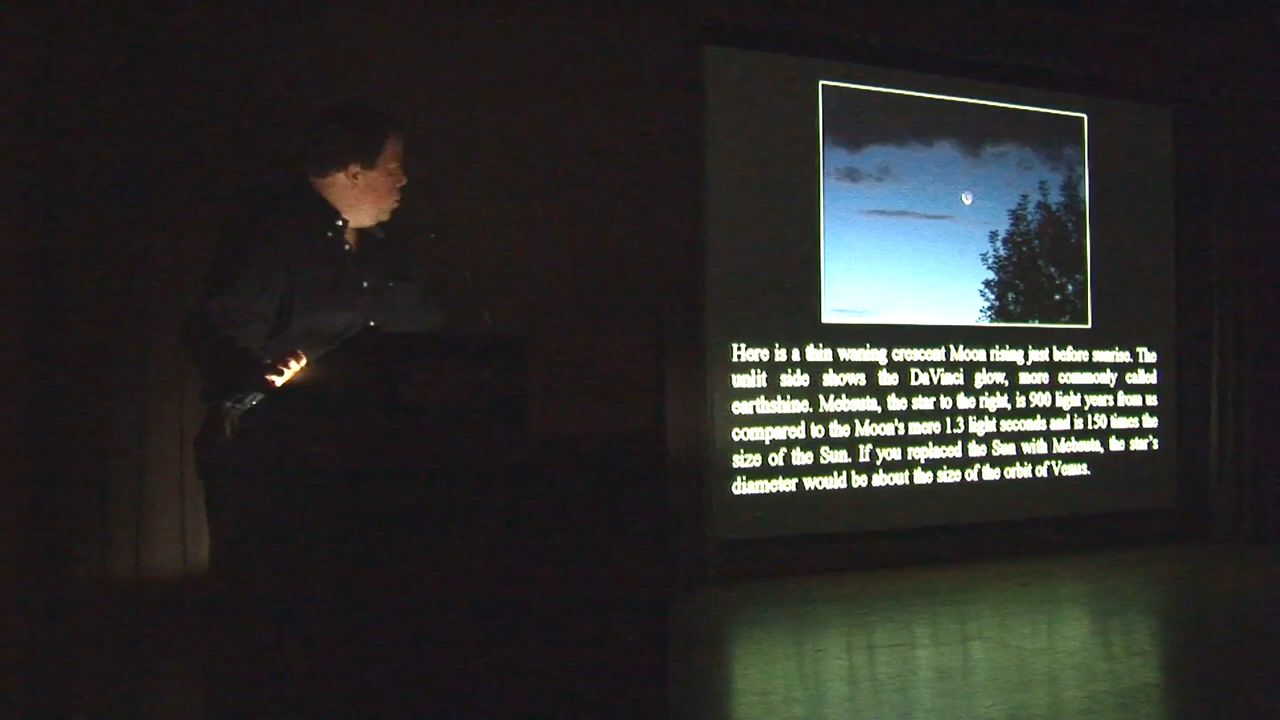 Here is a thin waning crescent Moon rising just before sunrise. The
unlit side shows the DaVinci glow, more commonly called
earthshine. Mebsuta, the star to the right, is 900 light years from us
compared to the Moon's mere 1.3 light seconds and is 150 times the
size of the Sun. If you replaced the Sun with Mebsuta, the star's
diameter would be about the size of the orbit of Venus.